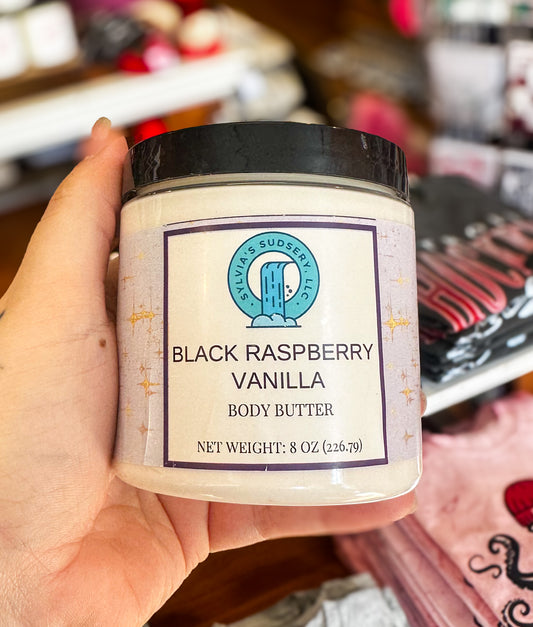 SYLVIA'S SUDSERY, LLC
BLACK RASPBERRY
VANILLA
BODY BUTTER
NET WEIGHT: 8 OZ (226.79)